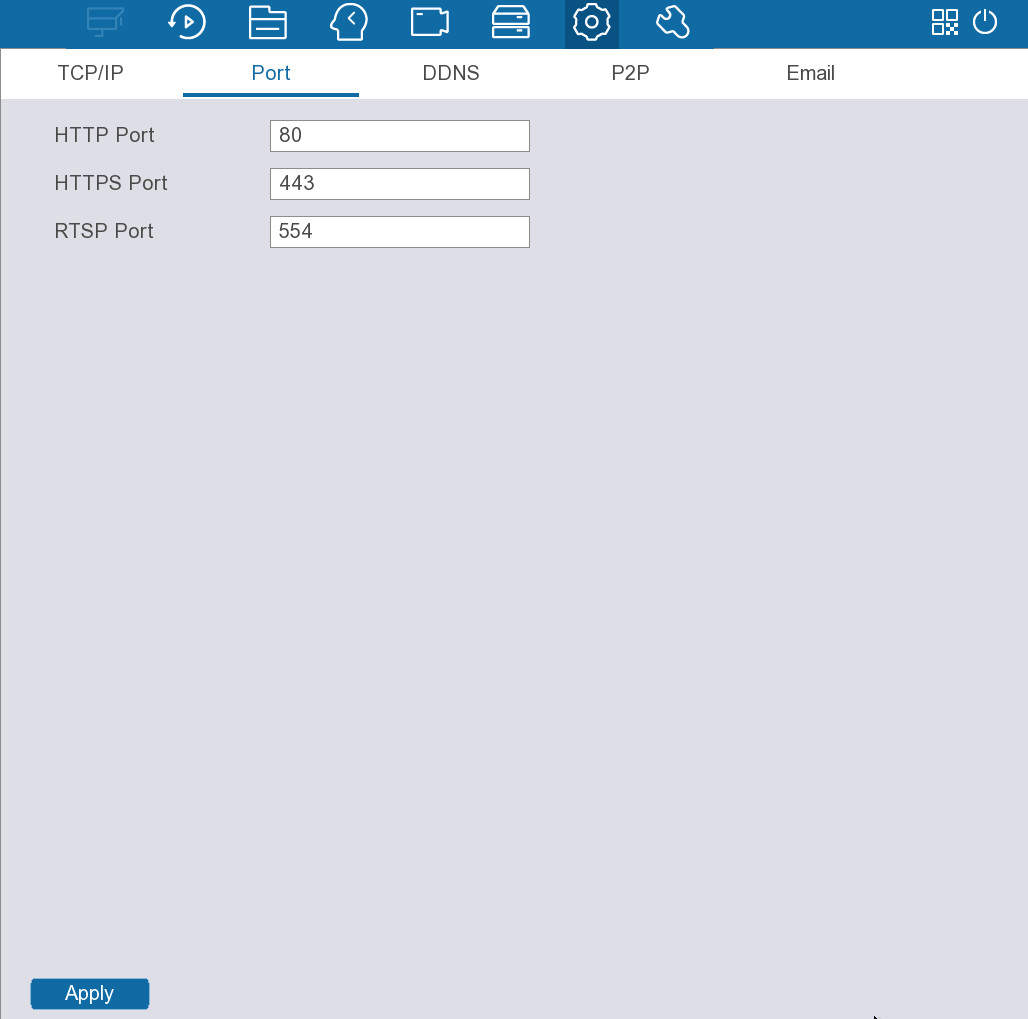 TCP/IP Port DDNS P2P Email
HTTP Port 80
HTTPS Port 443
RTSP Port 554
Apply